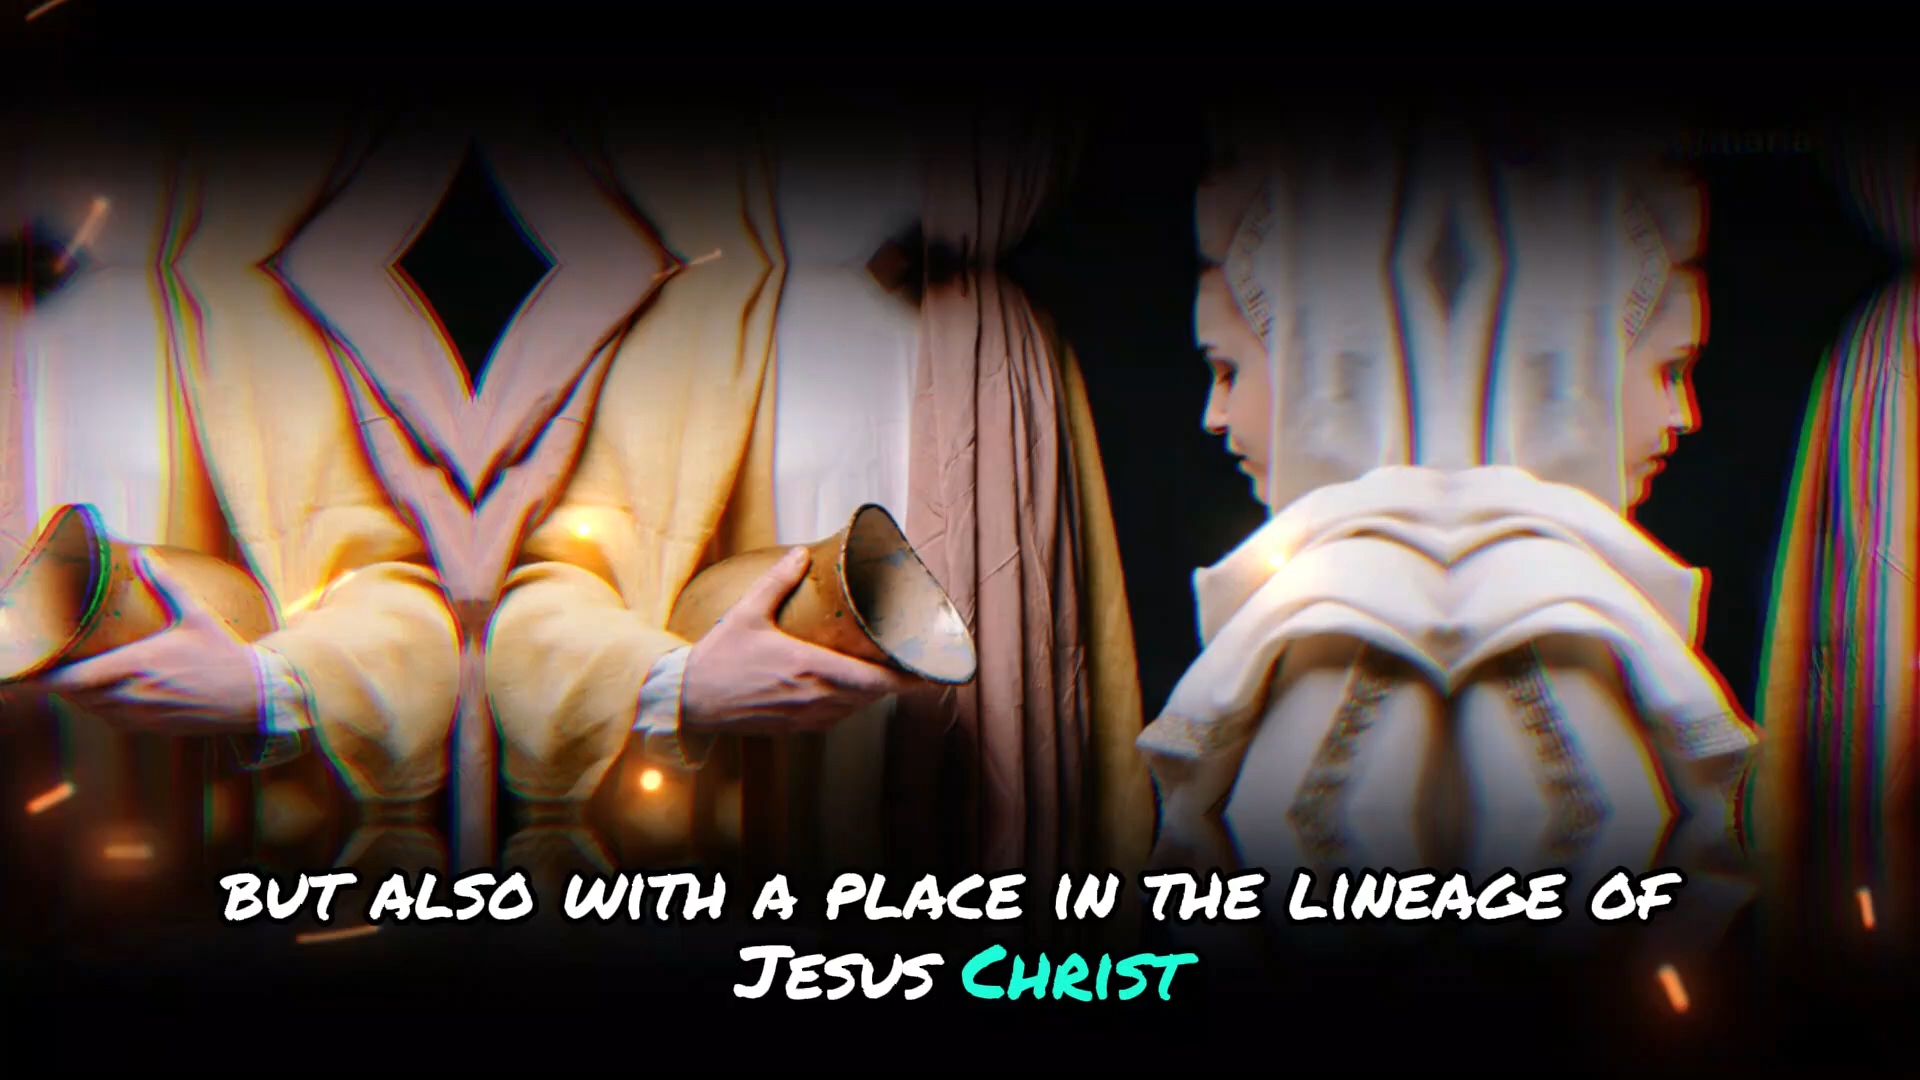 but also with a place in the lineage of
Jesus Christ